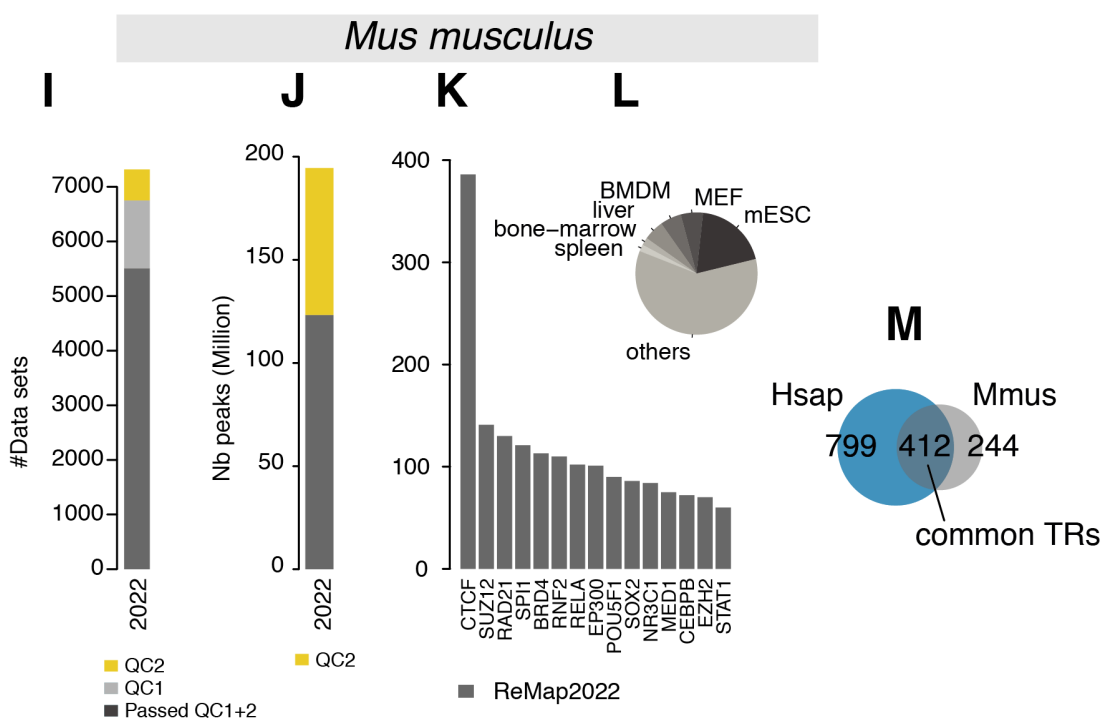 Mus musculus
I
J
K
L
M
#Data sets
7000
6000
5000
4000
3000
2000
1000
0
2022
QC2
QC1
Passed QC1+2
Nb peaks (Million)
200
150
100
50
0
2022
QC2
400
300
200
100
0
CTCF
SUZ12
RAD21
SPI1
BRD4
RNF2
RELA
EP300
POU5F1
SOX2
NR3C1
MED1
CEBPB
EZH2
STAT1
ReMap2022
BMDM
MEF
liver
mESC
bone–marrow
spleen
others
Hsap
Mmus
799 412 244
common TRs